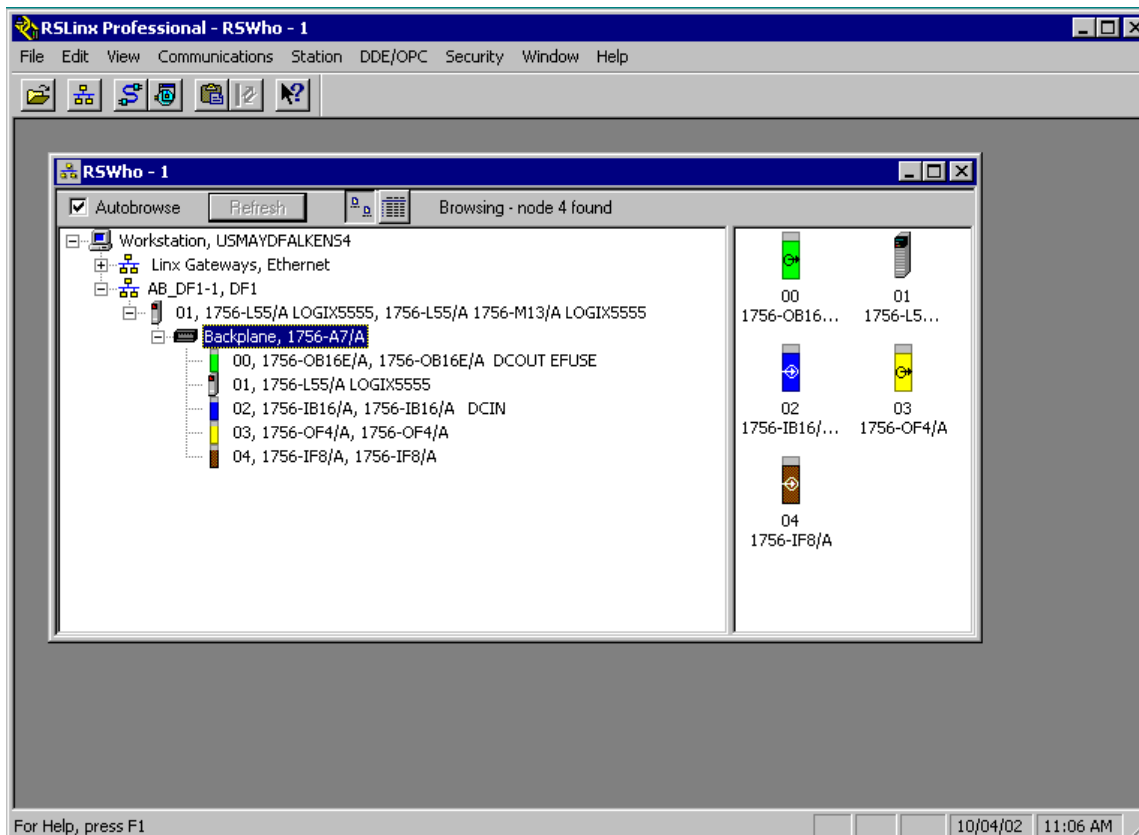 RSLinx Professional - RSWho - 1
File Edit View Communications Station DDE/OPC Security Window Help
RSWho - 1
Autobrowse Refresh Browsing - node 4 found
Workstation, USMAYDFALKENS4
Linx Gateways, Ethernet
AB_DF1-1, DF1
01, 1756-L55/A LOGIX5555, 1756-L55/A 1756-M13/A LOGIX5555
Backplane, 1756-A7/A
00, 1756-OB16E/A, 1756-OB16E/A DCOUT EFUSE
01, 1756-L55/A LOGIX5555
02, 1756-IB16/A, 1756-IB16/A DCIN
03, 1756-OF4/A, 1756-OF4/A
04, 1756-IF8/A, 1756-IF8/A
00 01
1756-OB16... 1756-L5...
02 03
1756-IB16/... 1756-OF4/A
04
1756-IF8/A
For Help, press F1 10/04/02 11:06 AM